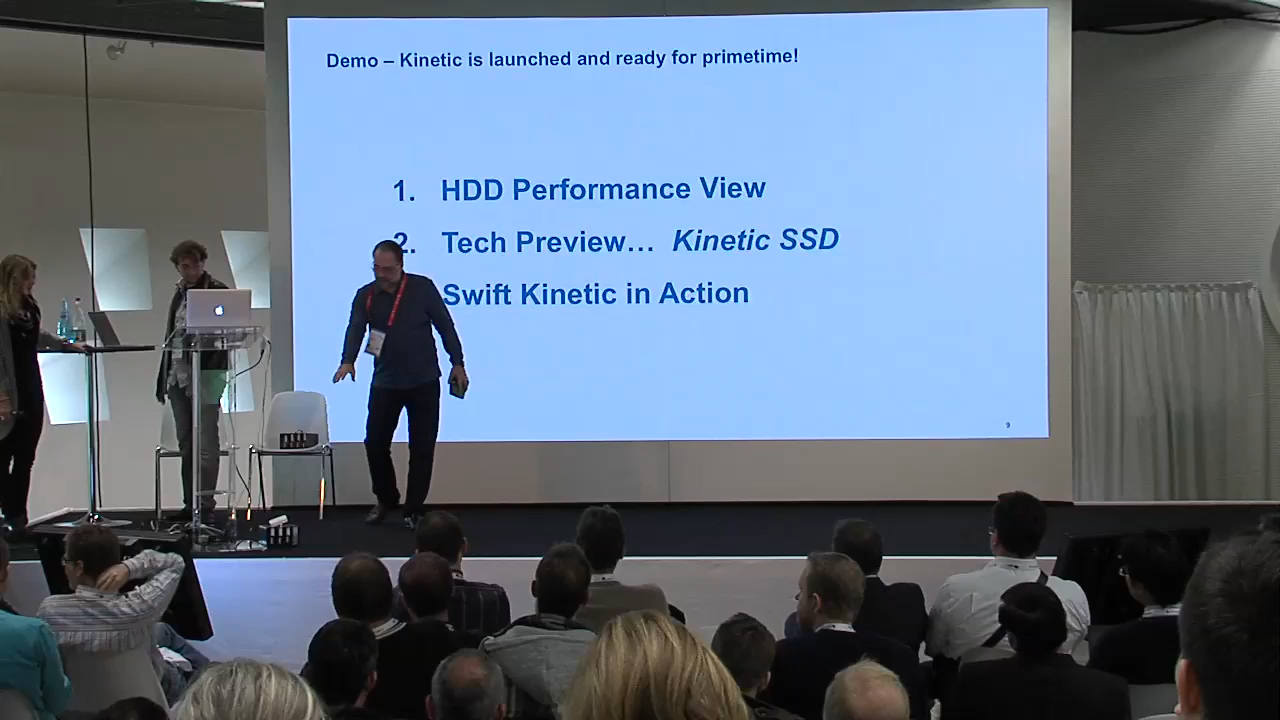 Demo – Kinetic is launched and ready for primetime!
1. HDD Performance View
2. Tech Preview… Kinetic SSD
Swift Kinetic in Action
9